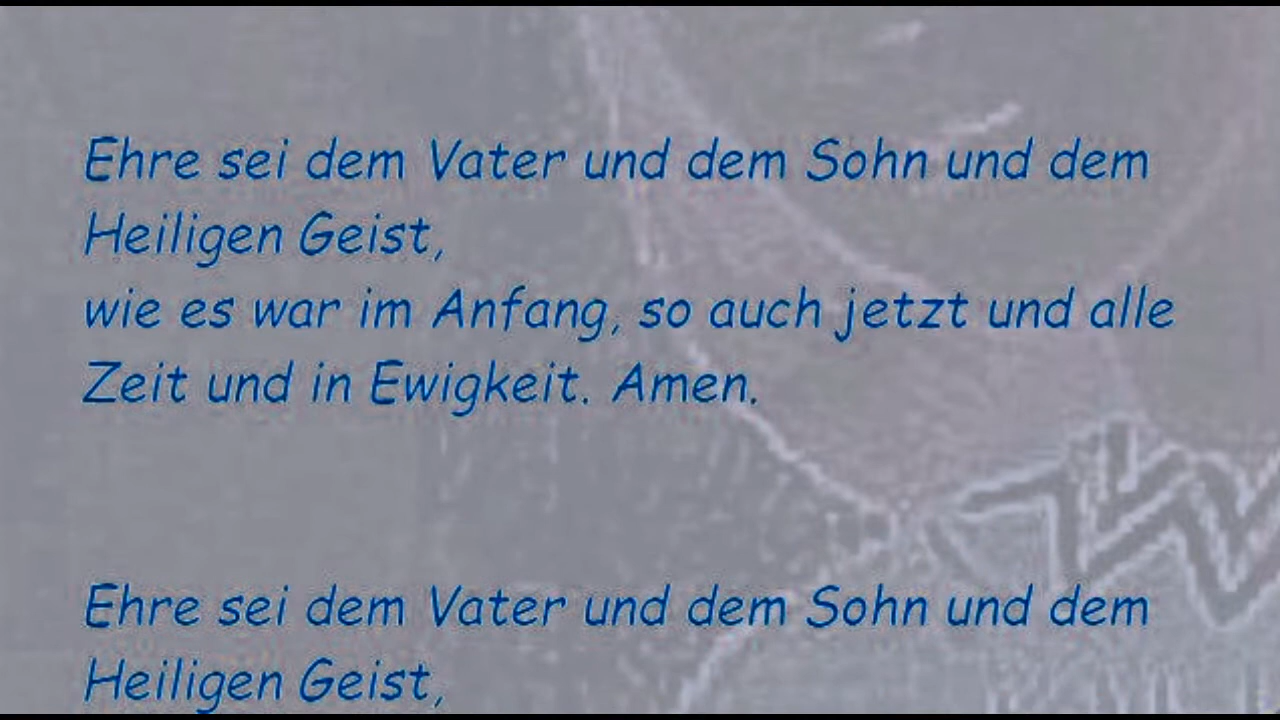 Ehre sei dem Vater und dem Sohn und dem
Heiligen Geist,
wie es war im Anfang, so auch jetzt und alle
Zeit und in Ewigkeit. Amen.
Ehre sei dem Vater und dem Sohn und dem
Heiligen Geist,